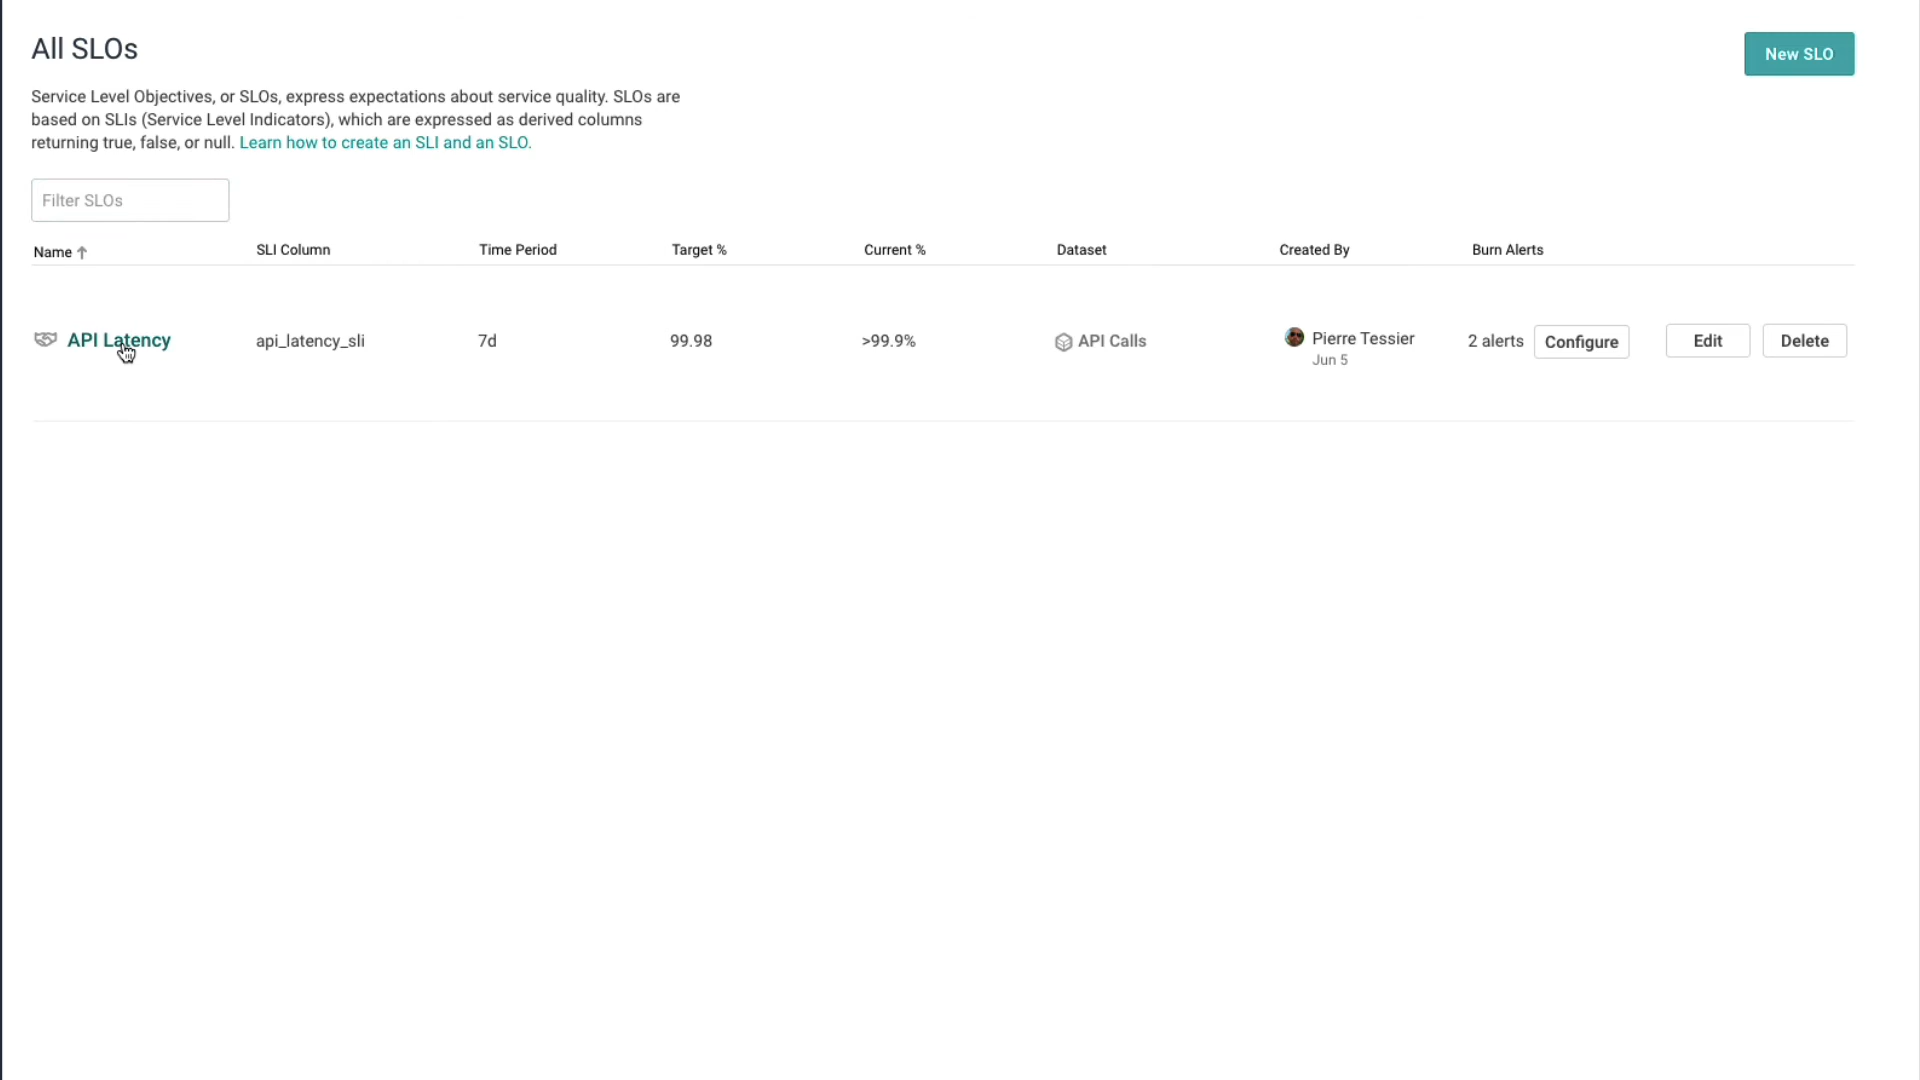 All SLOs
New SLO
Service Level Objectives, or SLOs, express expectations about service quality. SLOs are
based on SLIs (Service Level Indicators), which are expressed as derived columns
returning true, false, or null. Learn how to create an SLI and an SLO.
Filter SLOs
Name ↑ SLI Column Time Period Target % Current % Dataset Created By Burn Alerts
API Latency api_latency_sli 7d 99.98 >99.9% API Calls Pierre Tessier 2 alerts Configure Edit Delete
Jun 5